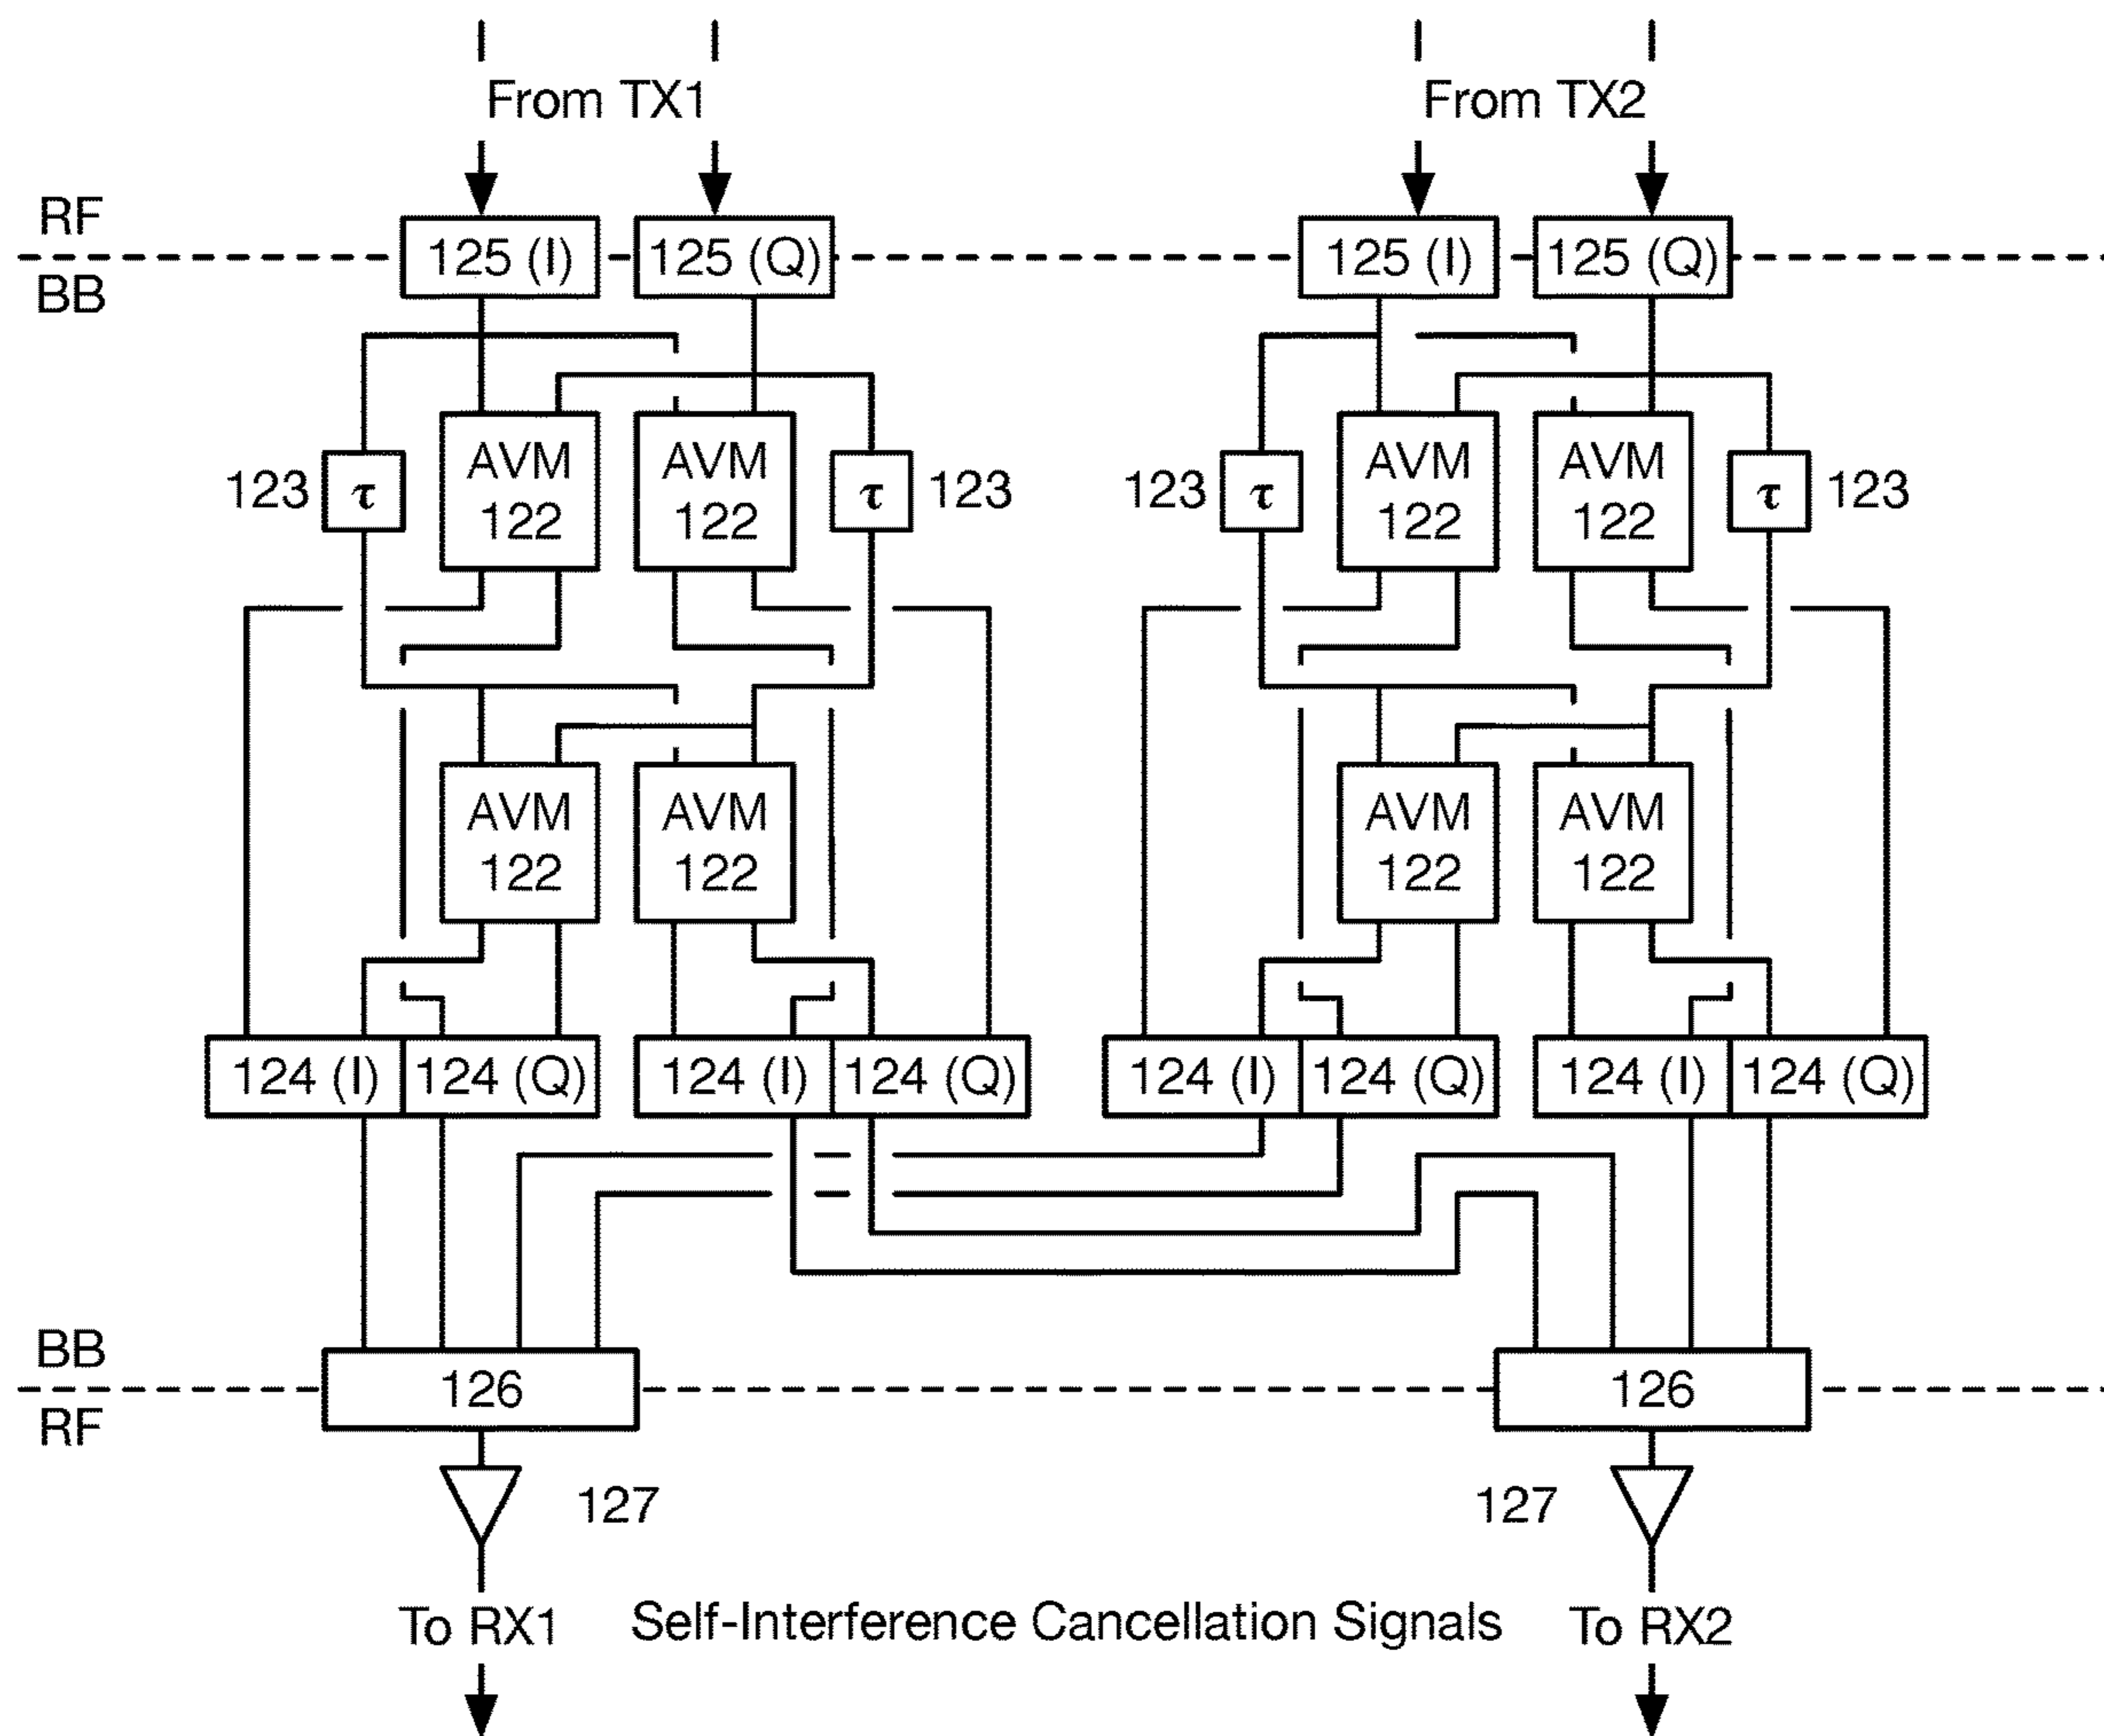 From TX1
From TX2
RF
125 (I)
125 (Q)
125 (I)
125 (Q)
BB
123
τ
AVM
122
AVM
122
τ
123
123
τ
AVM
122
AVM
122
τ
123
AVM
122
AVM
122
AVM
122
AVM
122
124 (I)
124 (Q)
124 (I)
124 (Q)
124 (I)
124 (Q)
124 (I)
124 (Q)
BB
126
126
RF
127
127
To RX1
Self-Interference Cancellation Signals
To RX2